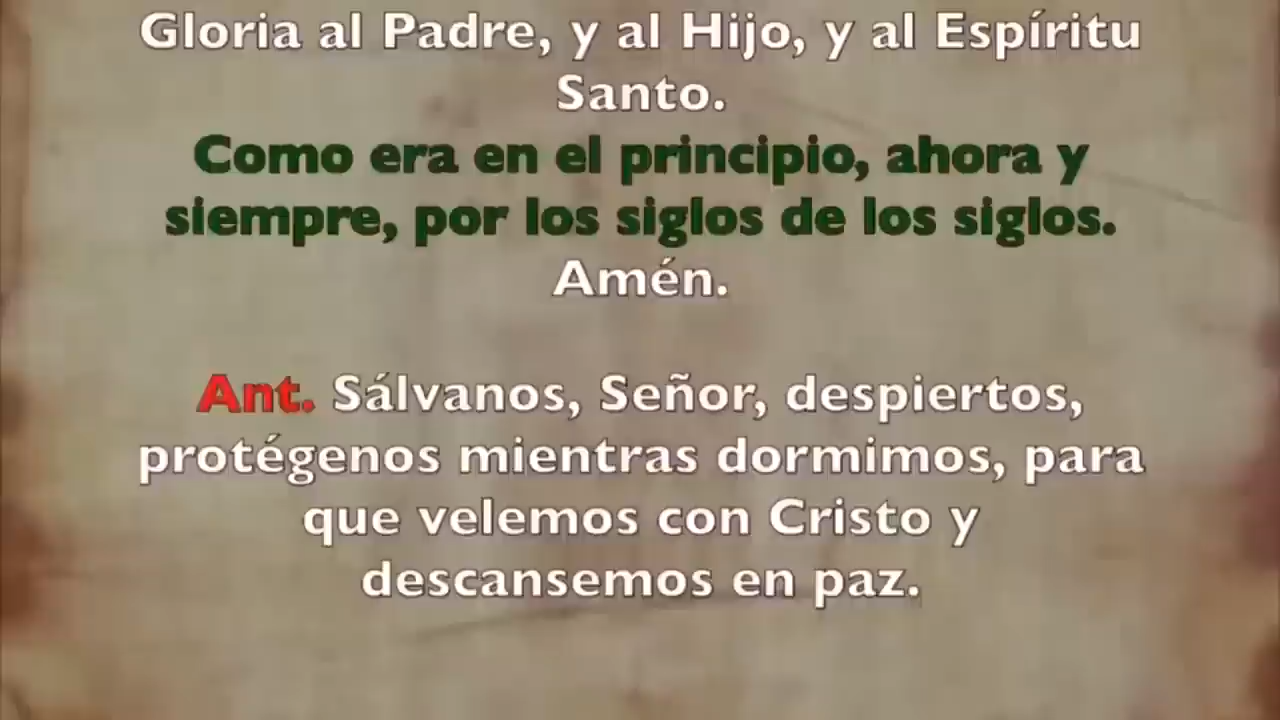 Gloria al Padre, y al Hijo, y al Espíritu
Santo.
Como era en el principio, ahora y
siempre, por los siglos de los siglos.
Amén.
Ant. Sálvanos, Señor, despiertos,
protégenos mientras dormimos, para
que velemos con Cristo y
descansemos en paz.